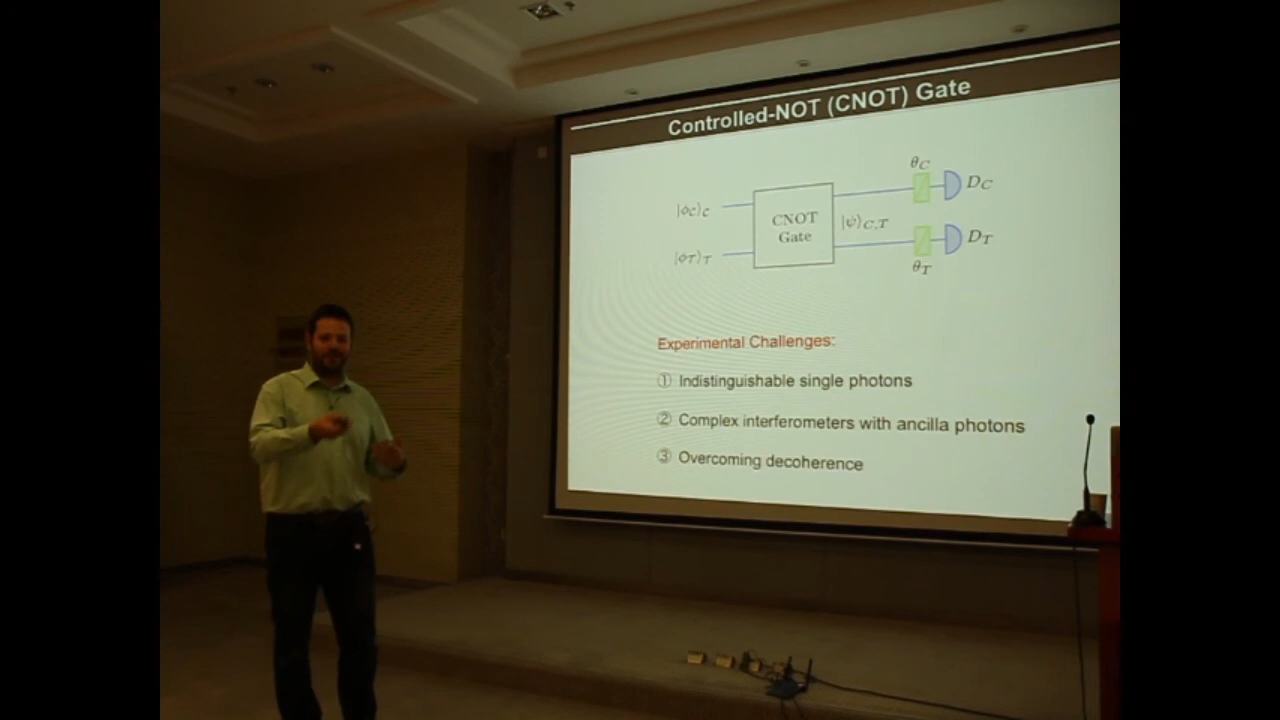 Controlled-NOT (CNOT) Gate
θC
DC
|ϕC⟩C
CNOT
Gate
|ψ⟩C,T
DT
|ϕT⟩T
θT
Experimental Challenges:
① Indistinguishable single photons
② Complex interferometers with ancilla photons
③ Overcoming decoherence